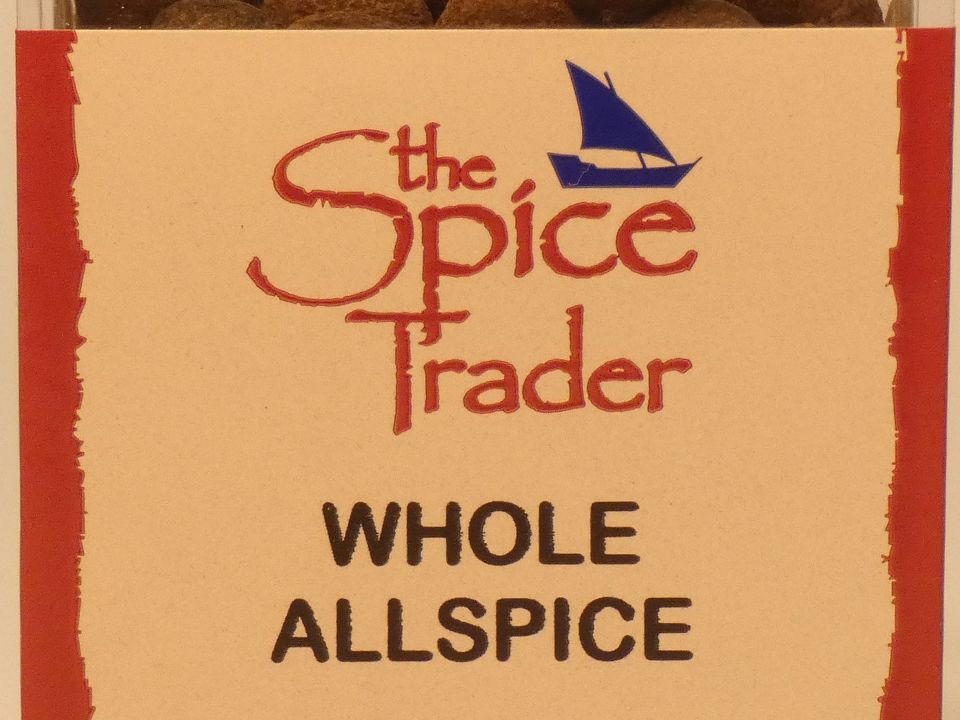 the
Spice
Trader
WHOLE
ALLSPICE